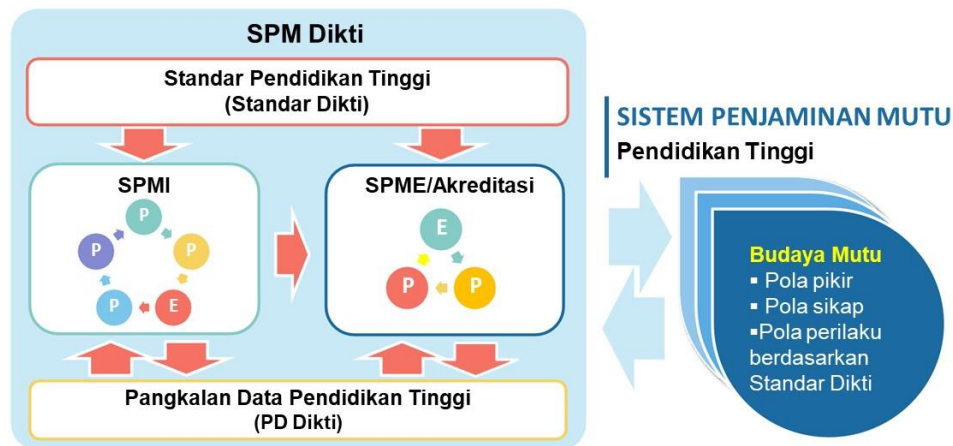 SPM Dikti
Standar Pendidikan Tinggi
(Standar Dikti)
SPMI
P
P
P
P
E
SPME/Akreditasi
E
P
P
Pangkalan Data Pendidikan Tinggi
(PD Dikti)
SISTEM PENJAMINAN MUTU
Pendidikan Tinggi
Budaya Mutu
▪ Pola pikir
▪ Pola sikap
▪Pola perilaku
berdasarkan
Standar Dikti